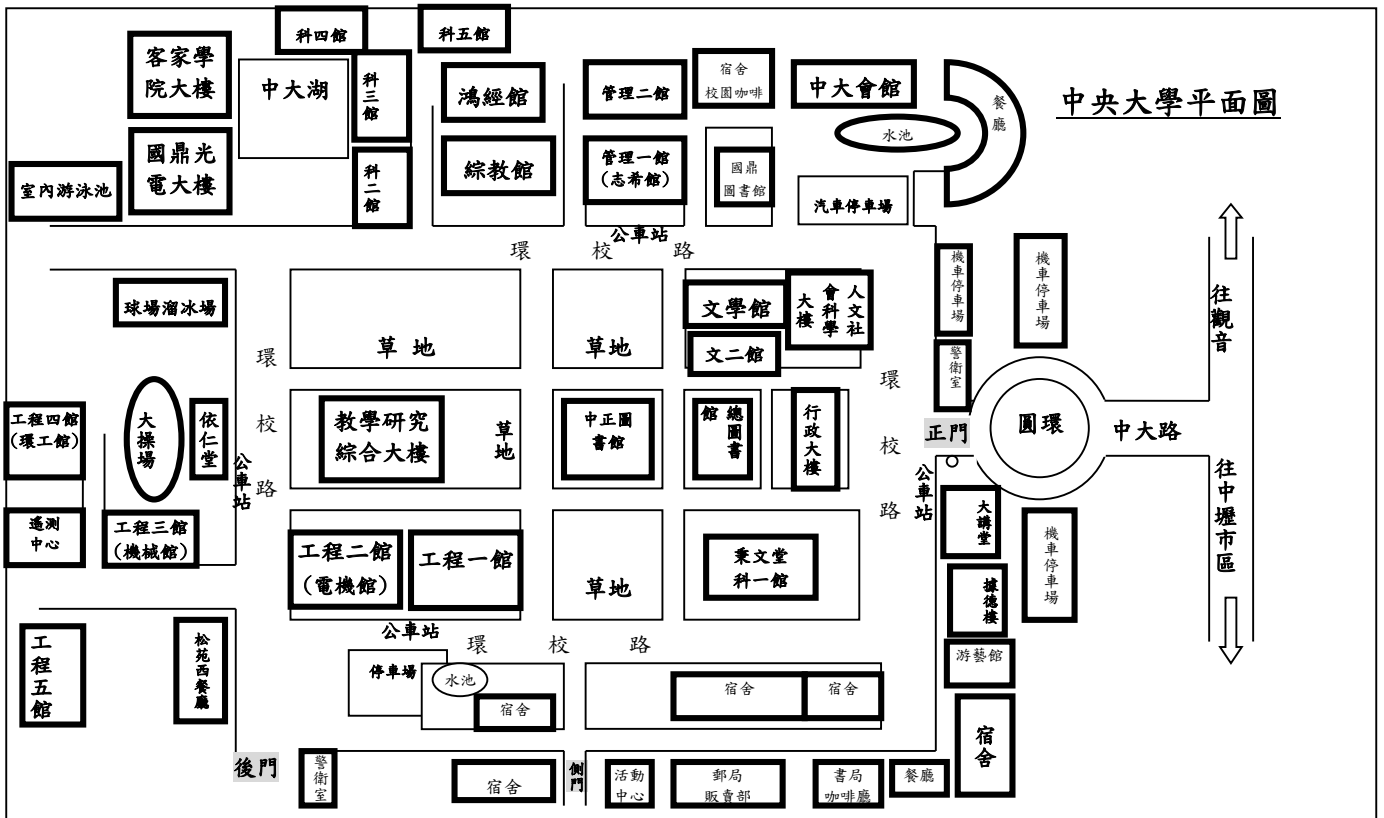 中央大學平面圖
科四館
科五館
客家學
院大樓
中大湖
科三館
鴻經館
管理二館
宿舍
校園咖啡
中大會館
餐廳
水池
國鼎光
電大樓
室內游泳池
科二館
綜教館
管理一館
(志希館)
國鼎
圖書館
汽車停車場
公車站
環校路
往觀音
機車停車場
機車停車場
球場溜冰場
草地
草地
文學館
文二館
人文社
會科學
大樓
警衛室
環校路
工程四館
(環工館)
大操場
依仁堂
公車站
教學研究
綜合大樓
草地
中正圖
書館
總圖書
館
行政大樓
環校路
正門
圓環
中大路
公車站
往中壢市區
遙測
中心
工程三館
(機械館)
工程二館
(電機館)
工程一館
草地
秉文堂
科一館
大講堂
機車停車場
據德樓
公車站
環校路
工程五館
松苑西餐廳
停車場
水池
宿舍
宿舍
宿舍
游藝館
宿舍
後門
警衛室
宿舍
側門
活動
中心
郵局
販賣部
書局
咖啡廳
餐廳